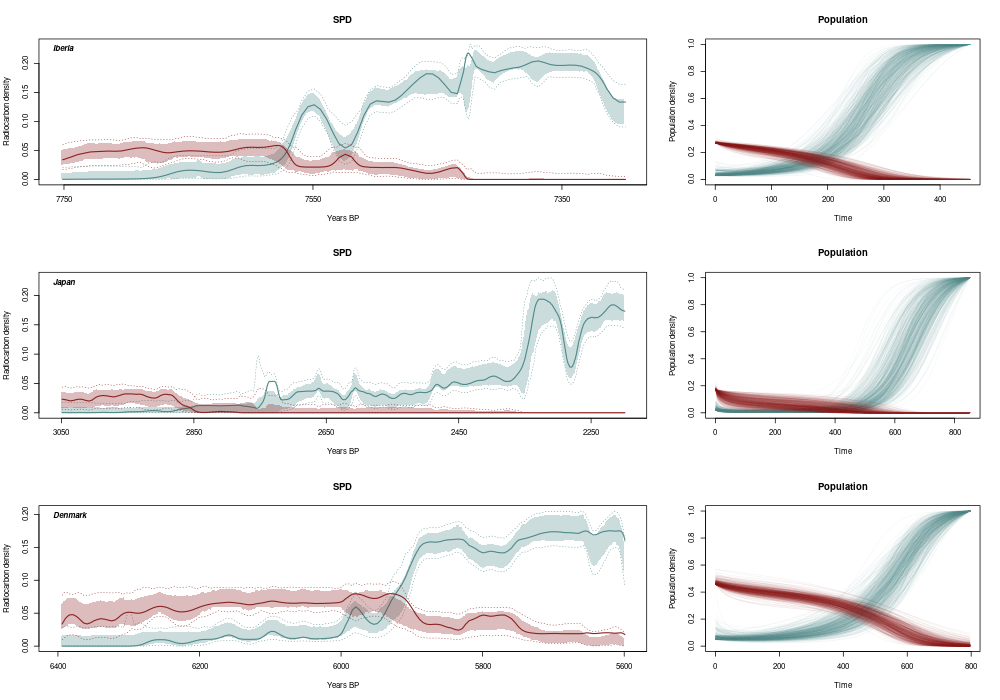 SPD
Population
Iberia
Radiocarbon density
0.00 0.05 0.10 0.15 0.20
7750 7550 7350
Years BP
Population density
0.0 0.2 0.4 0.6 0.8 1.0
0 100 200 300 400
Time
SPD
Population
Japan
Radiocarbon density
0.00 0.05 0.10 0.15 0.20
3050 2850 2650 2450 2250
Years BP
Population density
0.0 0.2 0.4 0.6 0.8 1.0
0 200 400 600 800
Time
SPD
Population
Denmark
Radiocarbon density
0.00 0.05 0.10 0.15 0.20
6400 6200 6000 5800 5600
Years BP
Population density
0.0 0.2 0.4 0.6 0.8 1.0
0 200 400 600 800
Time